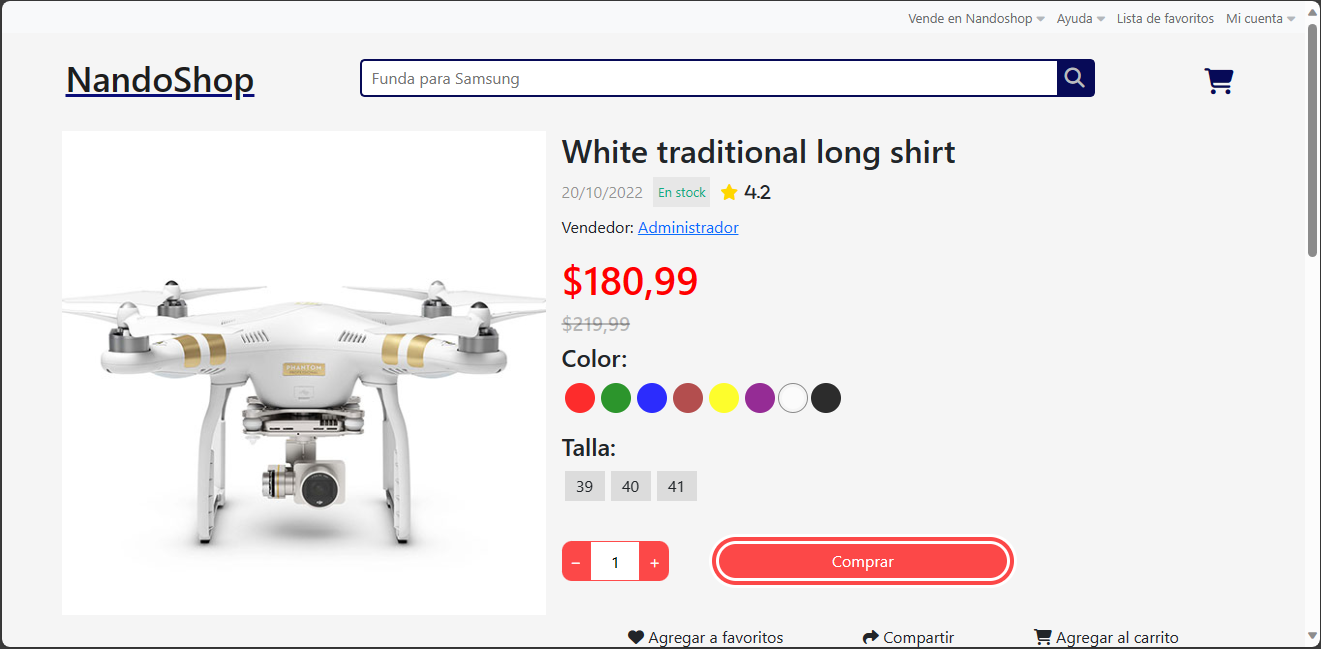 Vende en Nandoshop Ayuda Lista de favoritos Mi cuenta
NandoShop
Funda para Samsung
White traditional long shirt
20/10/2022 En stock 4.2
Vendedor: Administrador
$180,99
$219,99
Color:
PHANTOM
Talla:
39 40 41
− 1 + Comprar
Agregar a favoritos Compartir Agregar al carrito